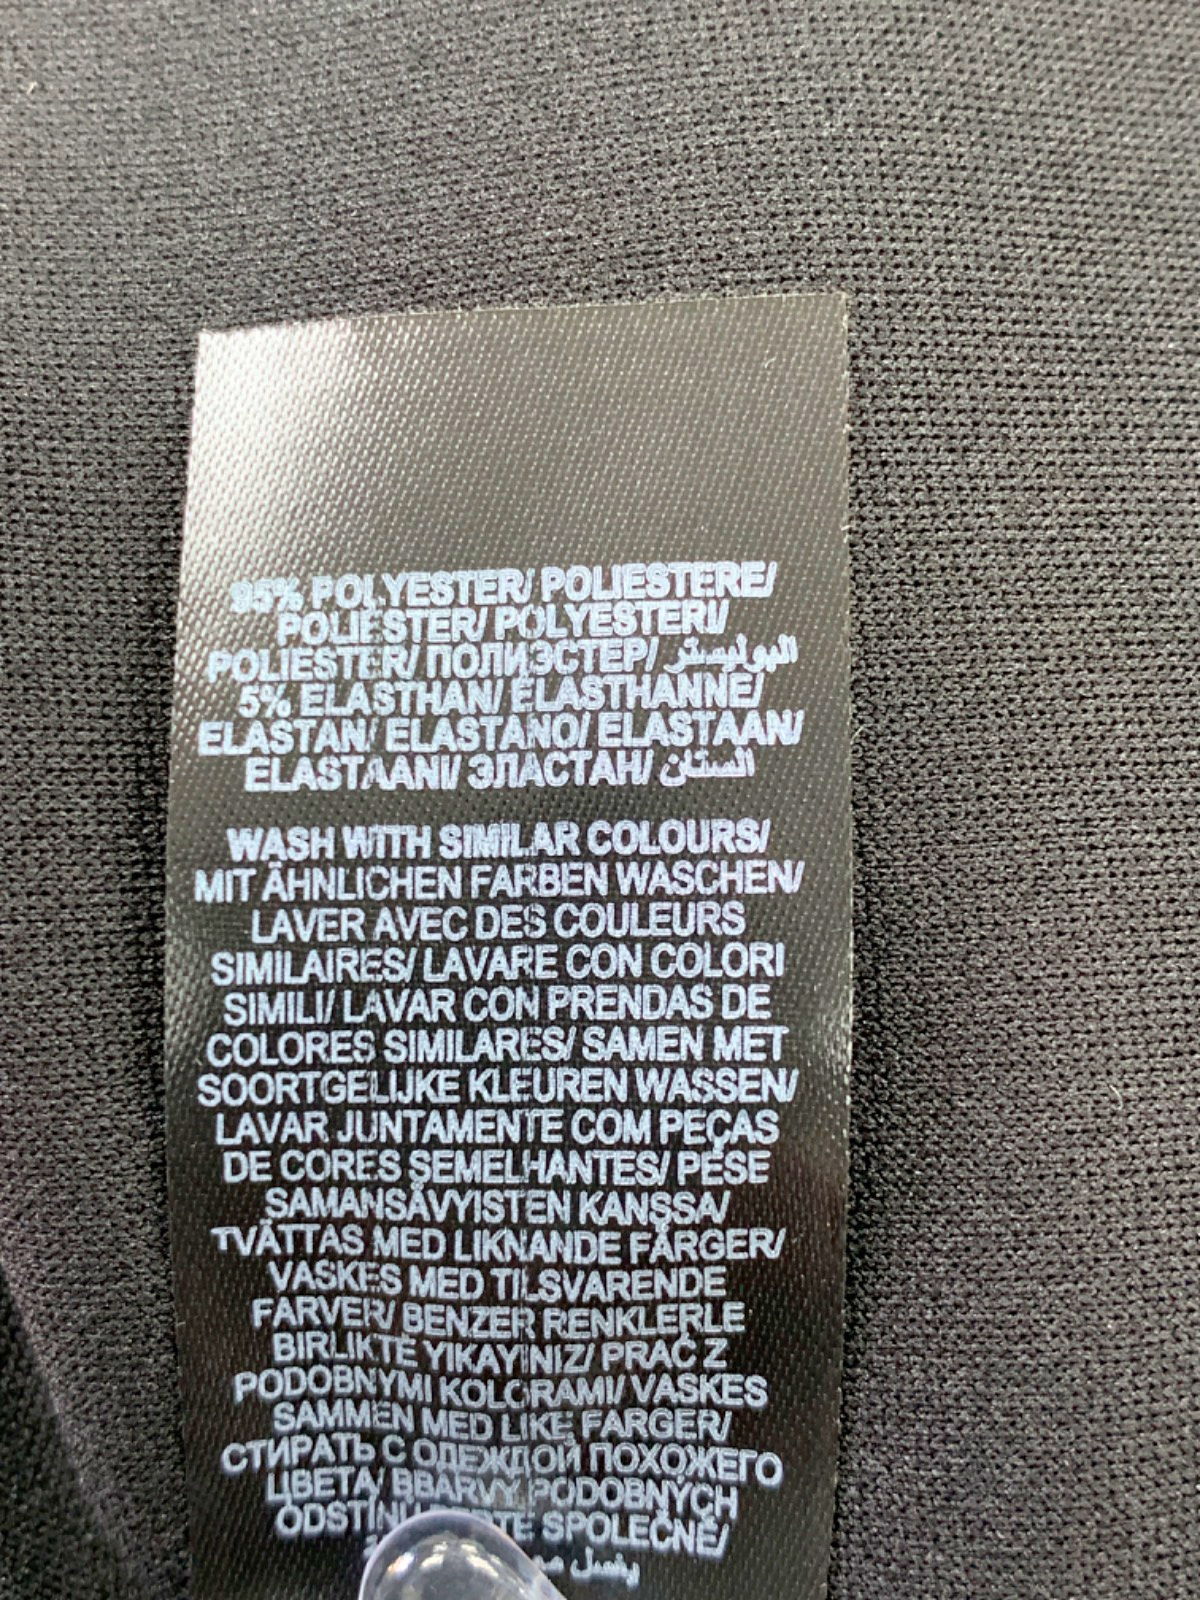 95% POLYESTER/ POLIESTERE/
POLIESTER/ POLYESTERI/
POLIESTER/ ПОЛИЭСТЕР/ البوليستر
5% ELASTHAN/ ÉLASTHANNE/
ELASTAN/ ELASTANO/ ELASTAAN/
ELASTAANI/ ЭЛАСТАН/ الستان
WASH WITH SIMILAR COLOURS/
MIT ÄHNLICHEN FARBEN WASCHEN/
LAVER AVEC DES COULEURS
SIMILAIRES/ LAVARE CON COLORI
SIMILI/ LAVAR CON PRENDAS DE
COLORES SIMILARES/ SAMEN MET
SOORTGELIJKE KLEUREN WASSEN/
LAVAR JUNTAMENTE COM PEÇAS
DE CORES SEMELHANTES/ PESE
SAMANSÄVYISTEN KANSSA/
TVÄTTAS MED LIKNANDE FÄRGER/
VASKES MED TILSVARENDE
FARVER/ BENZER RENKLERLE
BIRLIKTE YIKAYINIZ/ PRAĆ Z
PODOBNYMI KOLORAMI/ VASKES
SAMMEN MED LIKE FARGER/
СТИРАТЬ С ОДЕЖДОЙ ПОХОЖЕГО
ЦВЕТА/ BBARVY PODOBNÝCH
SPOLEČNĚ/
يغسل